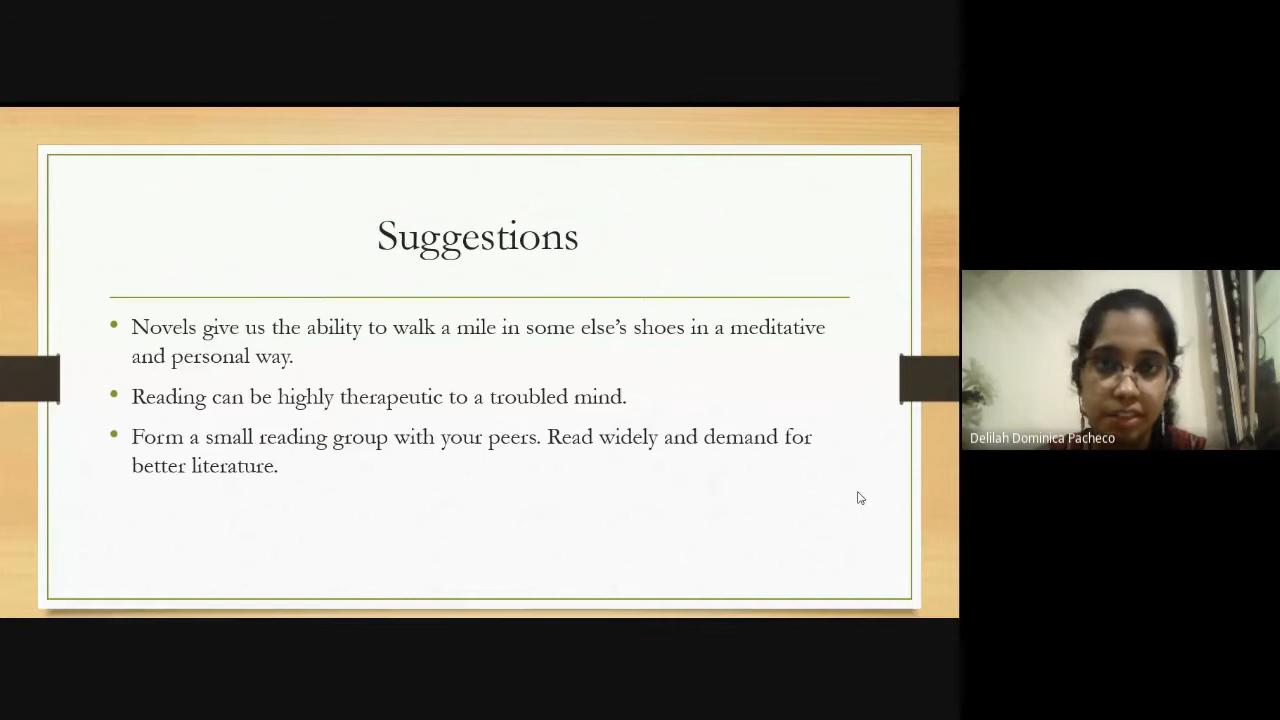 Suggestions
Novels give us the ability to walk a mile in some else's shoes in a meditative
and personal way.
Reading can be highly therapeutic to a troubled mind.
Form a small reading group with your peers. Read widely and demand for
better literature.
Delilah Dominica Pacheco